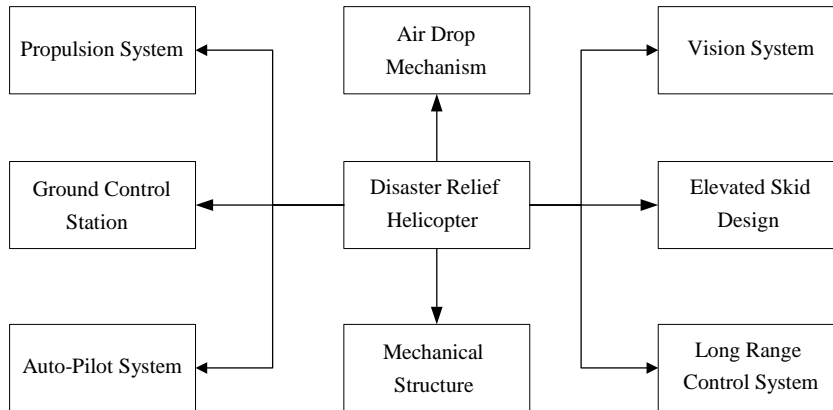 Propulsion System
Air Drop
Mechanism
Vision System
Ground Control
Station
Disaster Relief
Helicopter
Elevated Skid
Design
Auto-Pilot System
Mechanical
Structure
Long Range
Control System